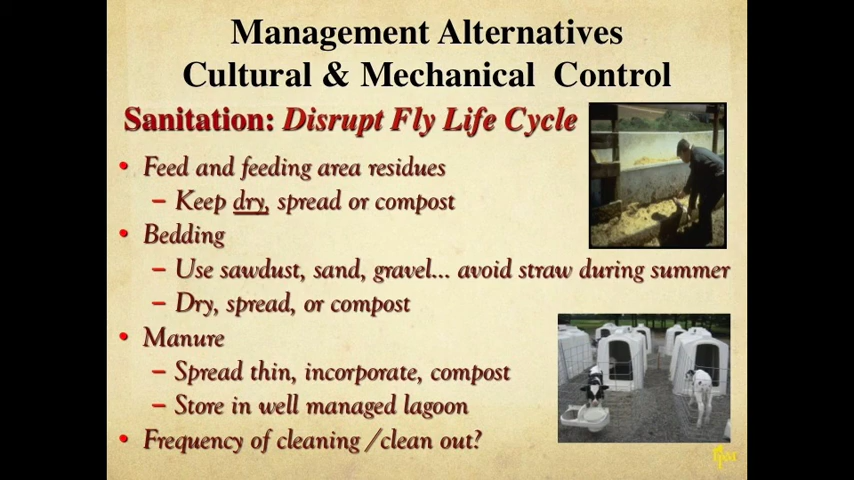 Management Alternatives
Cultural & Mechanical Control
Sanitation: Disrupt Fly Life Cycle
• Feed and feeding area residues
– Keep dry, spread or compost
• Bedding
– Use sawdust, sand, gravel... avoid straw during summer
– Dry, spread, or compost
• Manure
– Spread thin, incorporate, compost
– Store in well managed lagoon
• Frequency of cleaning /clean out?